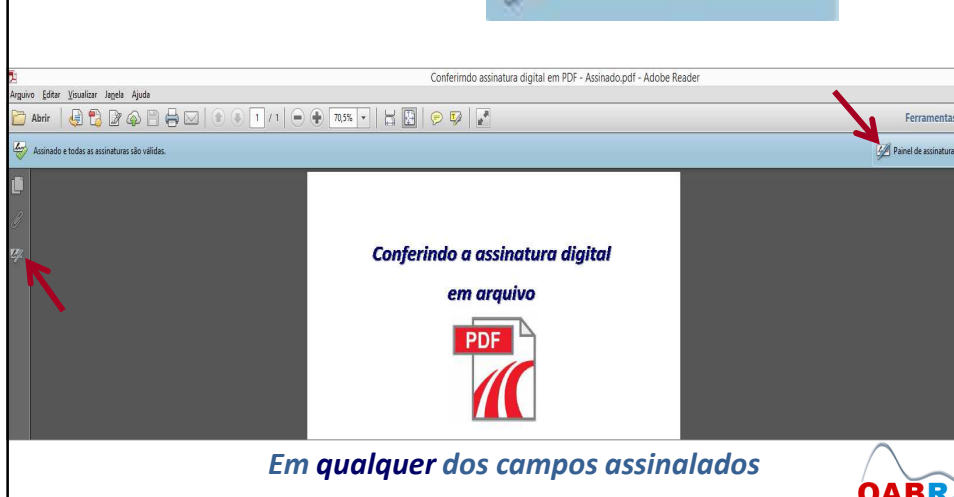 Conferimdo assinatura digital em PDF - Assinado.pdf - Adobe Reader
Arquivo Editar Visualizar Janela Ajuda
Abrir 1 / 1 70,5% Ferramentas
Assinado e todas as assinaturas são válidas. Painel de assinatura
Conferindo a assinatura digital
em arquivo
PDF
Em qualquer dos campos assinalados
OABR